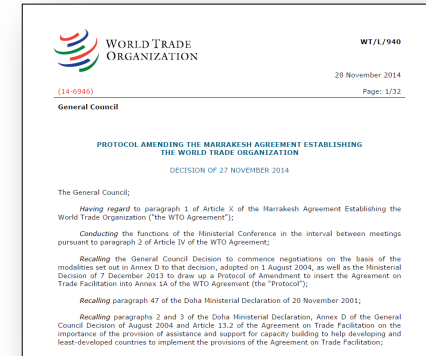 WORLD TRADE
ORGANIZATION
WT/L/940
28 November 2014
(14-6946)
Page: 1/32
General Council
PROTOCOL AMENDING THE MARRAKESH AGREEMENT ESTABLISHING
THE WORLD TRADE ORGANIZATION
DECISION OF 27 NOVEMBER 2014
The General Council;
Having regard to paragraph 1 of Article X of the Marrakesh Agreement Establishing the
World Trade Organization ("the WTO Agreement");
Conducting the functions of the Ministerial Conference in the interval between meetings
pursuant to paragraph 2 of Article IV of the WTO Agreement;
Recalling the General Council Decision to commence negotiations on the basis of the
modalities set out in Annex D to that decision, adopted on 1 August 2004, as well as the Ministerial
Decision of 7 December 2013 to draw up a Protocol of Amendment to insert the Agreement on
Trade Facilitation into Annex 1A of the WTO Agreement (the "Protocol");
Recalling paragraph 47 of the Doha Ministerial Declaration of 20 November 2001;
Recalling paragraphs 2 and 3 of the Doha Ministerial Declaration, Annex D of the General
Council Decision of August 2004 and Article 13.2 of the Agreement on Trade Facilitation on the
importance of the provision of assistance and support for capacity building to help developing and
least-developed countries to implement the provisions of the Agreement on Trade Facilitation;